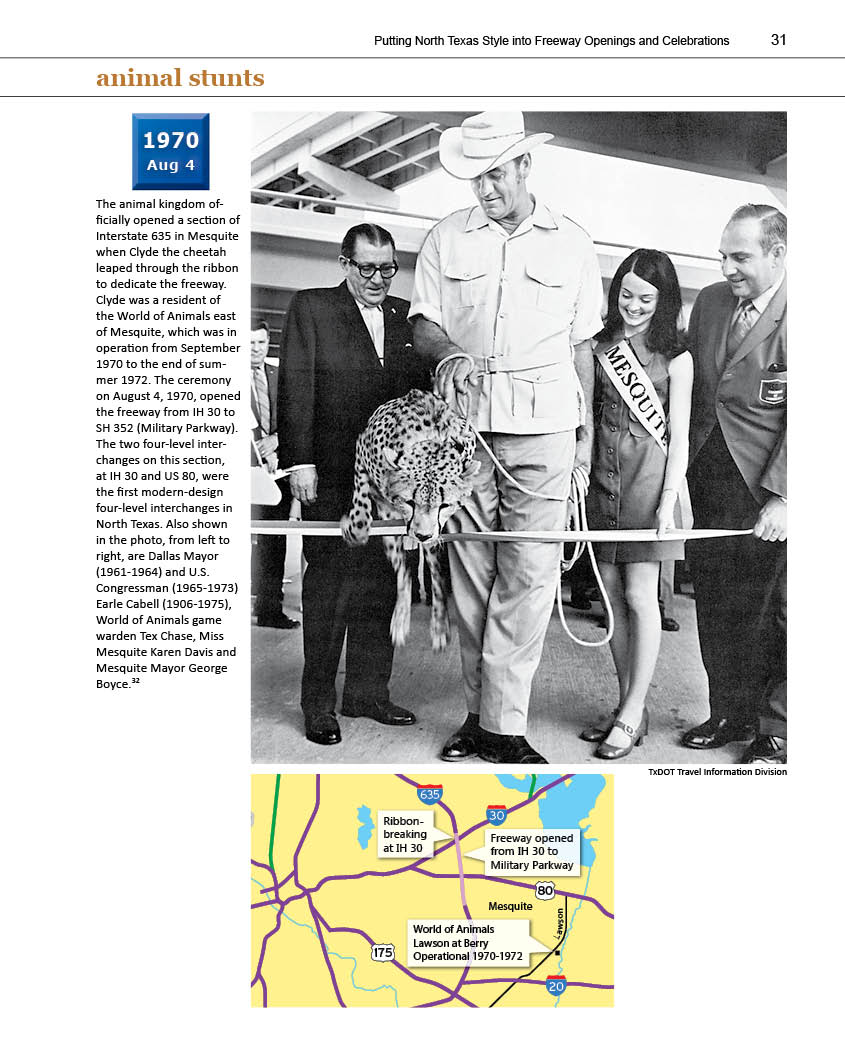 Putting North Texas Style into Freeway Openings and Celebrations 31
animal stunts
1970
Aug 4
The animal kingdom of-
ficially opened a section of
Interstate 635 in Mesquite
when Clyde the cheetah
leaped through the ribbon
to dedicate the freeway.
Clyde was a resident of
the World of Animals east
of Mesquite, which was in
operation from September
1970 to the end of sum-
mer 1972. The ceremony
on August 4, 1970, opened
the freeway from IH 30 to
SH 352 (Military Parkway).
The two four-level inter-
changes on this section,
at IH 30 and US 80, were
the first modern-design
four-level interchanges in
North Texas. Also shown
in the photo, from left to
right, are Dallas Mayor
(1961-1964) and U.S.
Congressman (1965-1973)
Earle Cabell (1906-1975),
World of Animals game
warden Tex Chase, Miss
Mesquite Karen Davis and
Mesquite Mayor George
Boyce.³²
MESQUITE
TxDOT Travel Information Division
635
30
Ribbon-
breaking
at IH 30
Freeway opened
from IH 30 to
Military Parkway
80
Mesquite
Lawson
World of Animals
Lawson at Berry
Operational 1970-1972
175
20